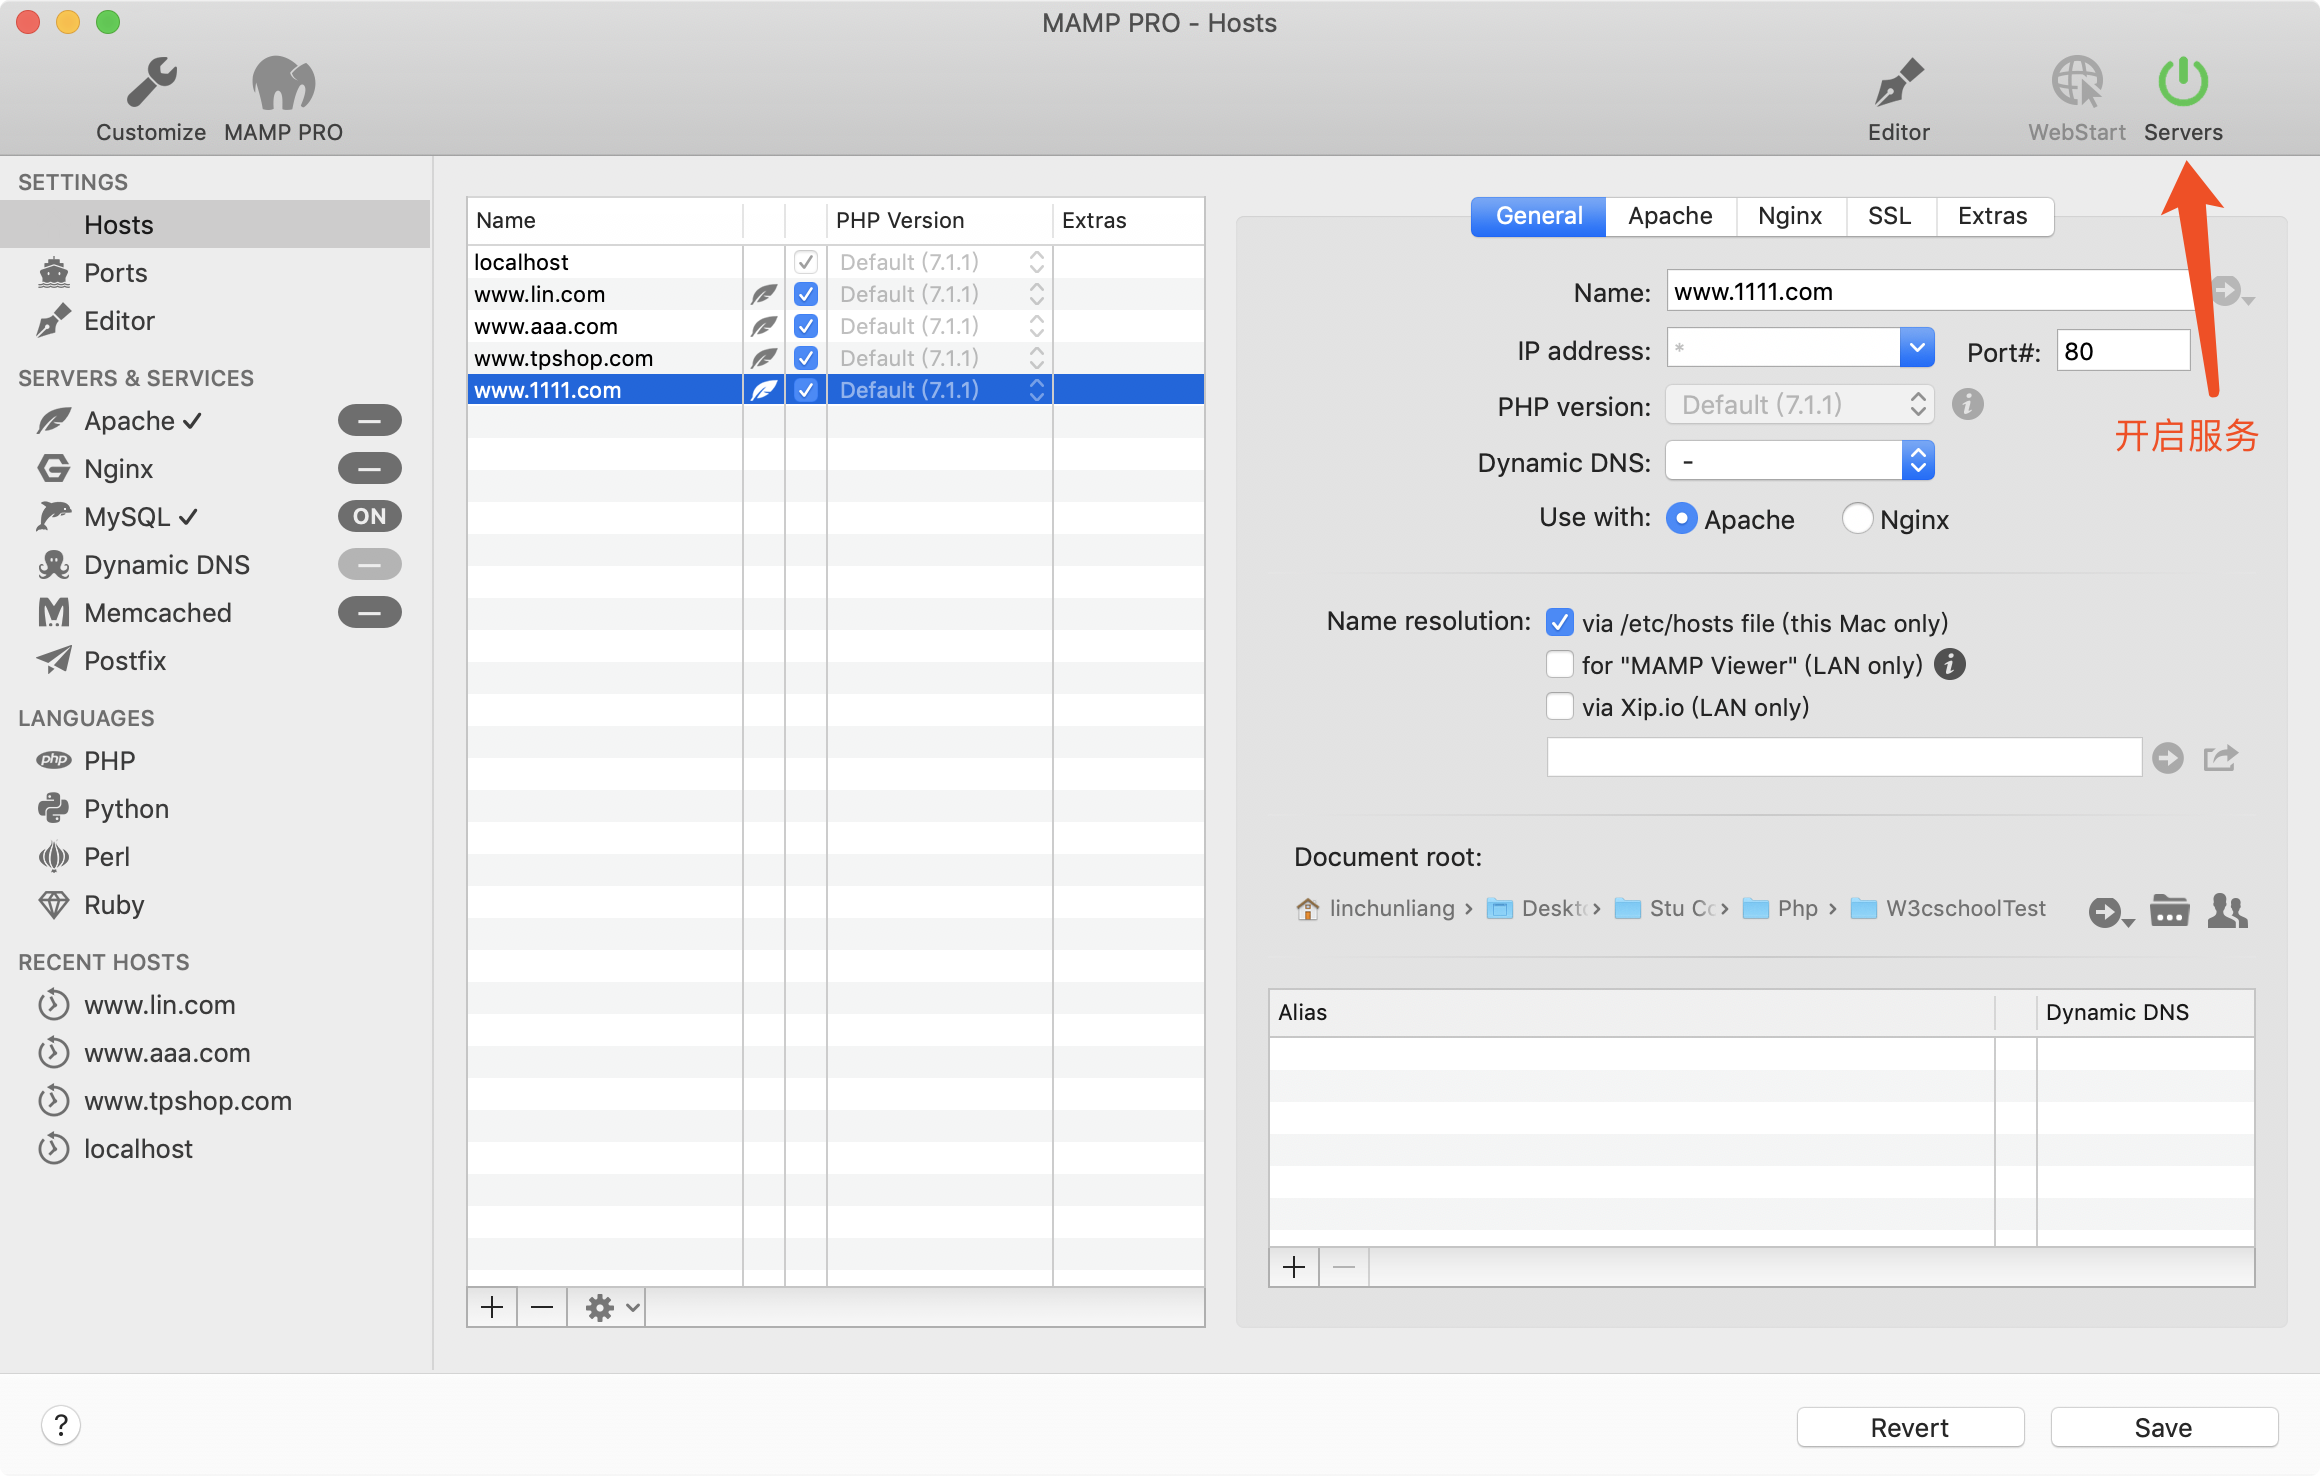 MAMP PRO - Hosts
Customize
MAMP PRO
Editor
WebStart
Servers
SETTINGS
Hosts
Ports
Editor
SERVERS & SERVICES
Apache ✓
Nginx
MySQL ✓
ON
Dynamic DNS
Memcached
Postfix
LANGUAGES
php
PHP
Python
Perl
Ruby
RECENT HOSTS
www.lin.com
www.aaa.com
www.tpshop.com
localhost
Name
PHP Version
Extras
localhost
Default (7.1.1)
www.lin.com
Default (7.1.1)
www.aaa.com
Default (7.1.1)
www.tpshop.com
Default (7.1.1)
www.1111.com
Default (7.1.1)
General
Apache
Nginx
SSL
Extras
Name: www.1111.com
IP address: *
Port#: 80
PHP version: Default (7.1.1)
开启服务
Dynamic DNS: -
Use with: Apache Nginx
Name resolution: via /etc/hosts file (this Mac only)
for "MAMP Viewer" (LAN only)
via Xip.io (LAN only)
Document root:
linchunliang › Deskt › Stu C › Php › W3cschoolTest
Alias
Dynamic DNS
?
Revert
Save